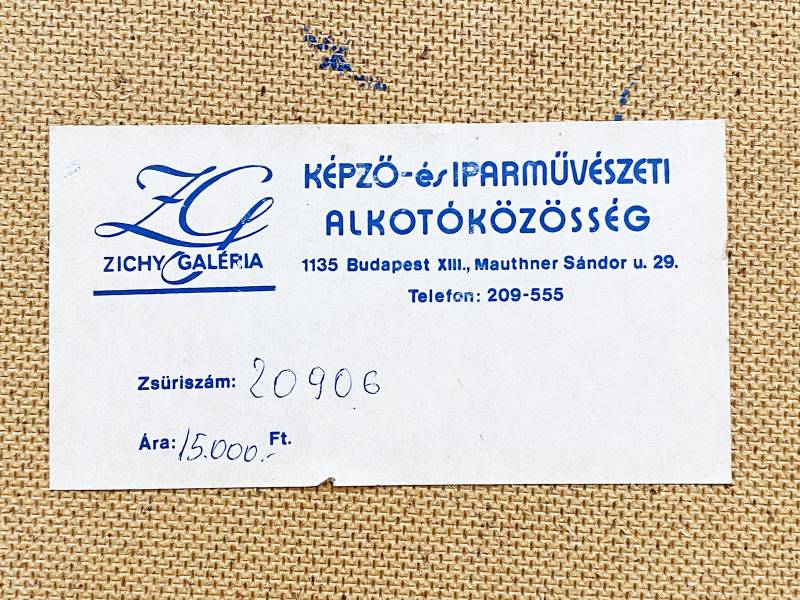 ZG
ZICHY GALÉRIA
KÉPZŐ-és IPARMŰVÉSZETI
ALKOTÓKÖZÖSSÉG
1135 Budapest XIII., Mauthner Sándor u. 29.
Telefon: 209-555
Zsüriszám: 20906
Ára: 15.000.- Ft.